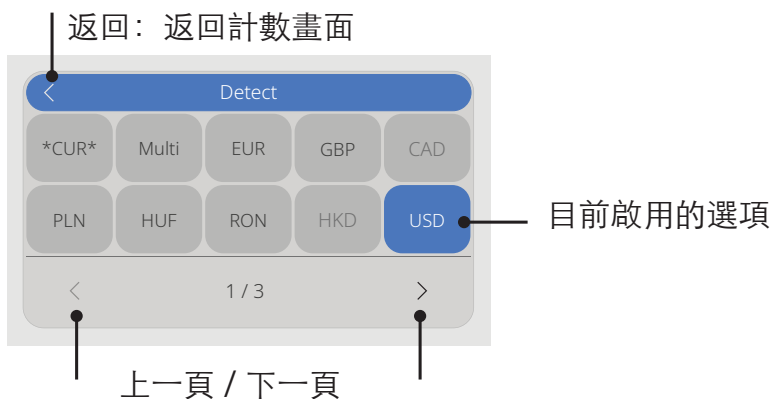 返回：返回計數畫面
< Detect
*CUR* Multi EUR GBP CAD
PLN HUF RON HKD USD
目前啟用的選項
< 1 / 3 >
上一頁 / 下一頁